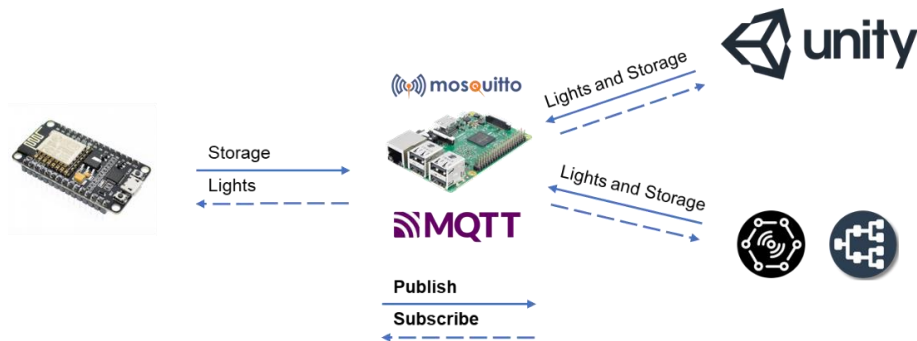 unity
mosquitto
Lights and Storage
Storage
Lights
Lights and Storage
MQTT
Publish
Subscribe